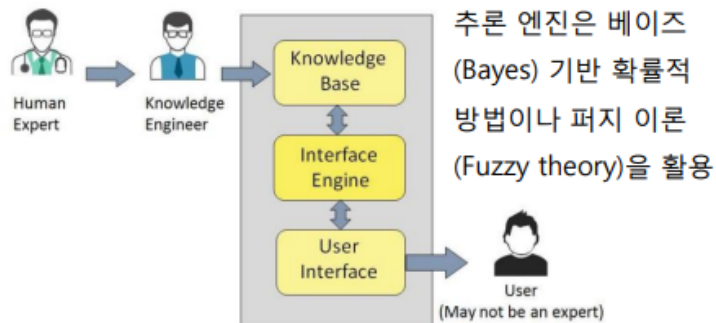 Human
Expert
Knowledge
Engineer
Knowledge
Base
Interface
Engine
User
Interface
User
(May not be an expert)
추론 엔진은 베이즈
(Bayes) 기반 확률적
방법이나 퍼지 이론
(Fuzzy theory)을 활용